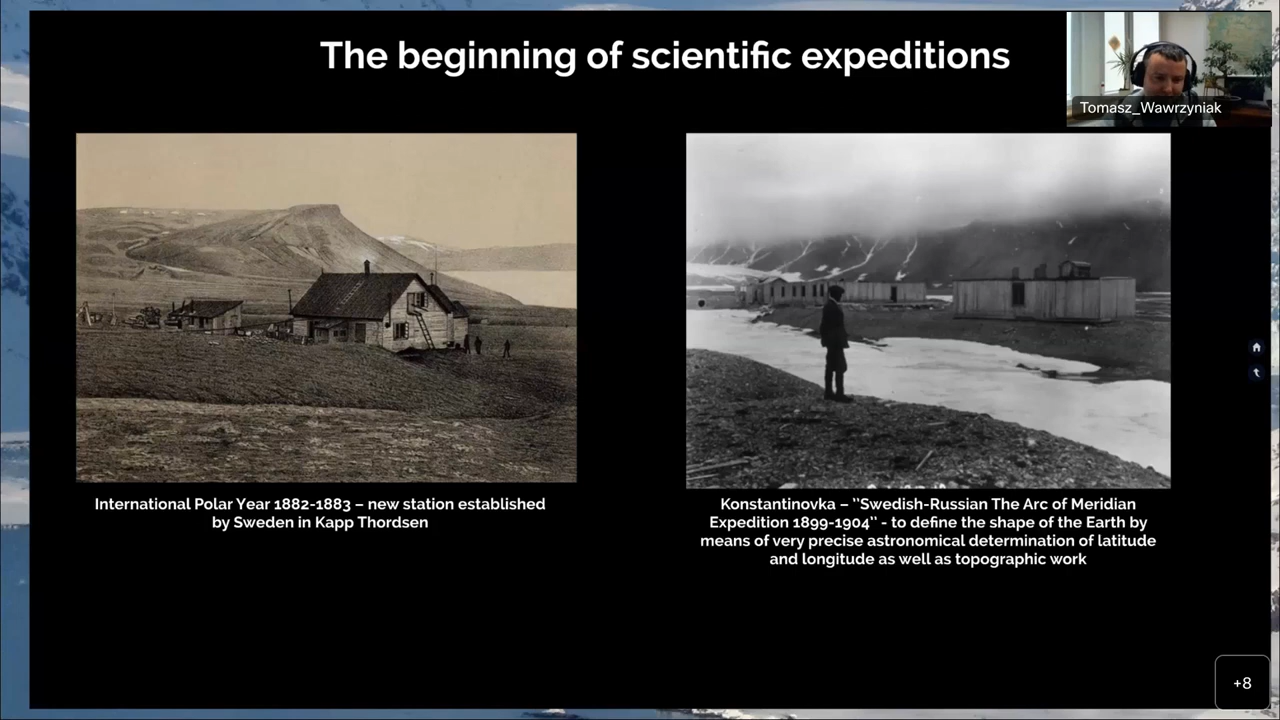 The beginning of scientific expeditions
Tomasz_Wawrzyniak
International Polar Year 1882-1883 – new station established
by Sweden in Kapp Thordsen
Konstantinovka – ‘‘Swedish-Russian The Arc of Meridian
Expedition 1899-1904‘‘ - to define the shape of the Earth by
means of very precise astronomical determination of latitude
and longitude as well as topographic work
+8